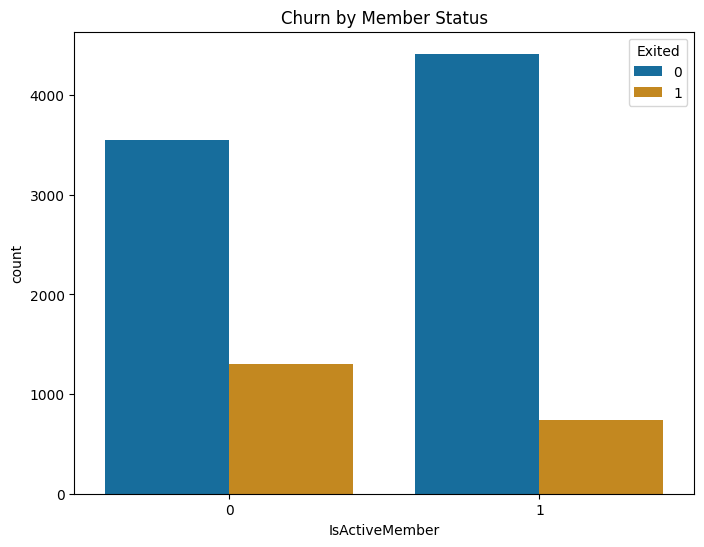 Churn by Member Status
Exited
0
1
4000
3000
2000
1000
0
count
0 1
IsActiveMember